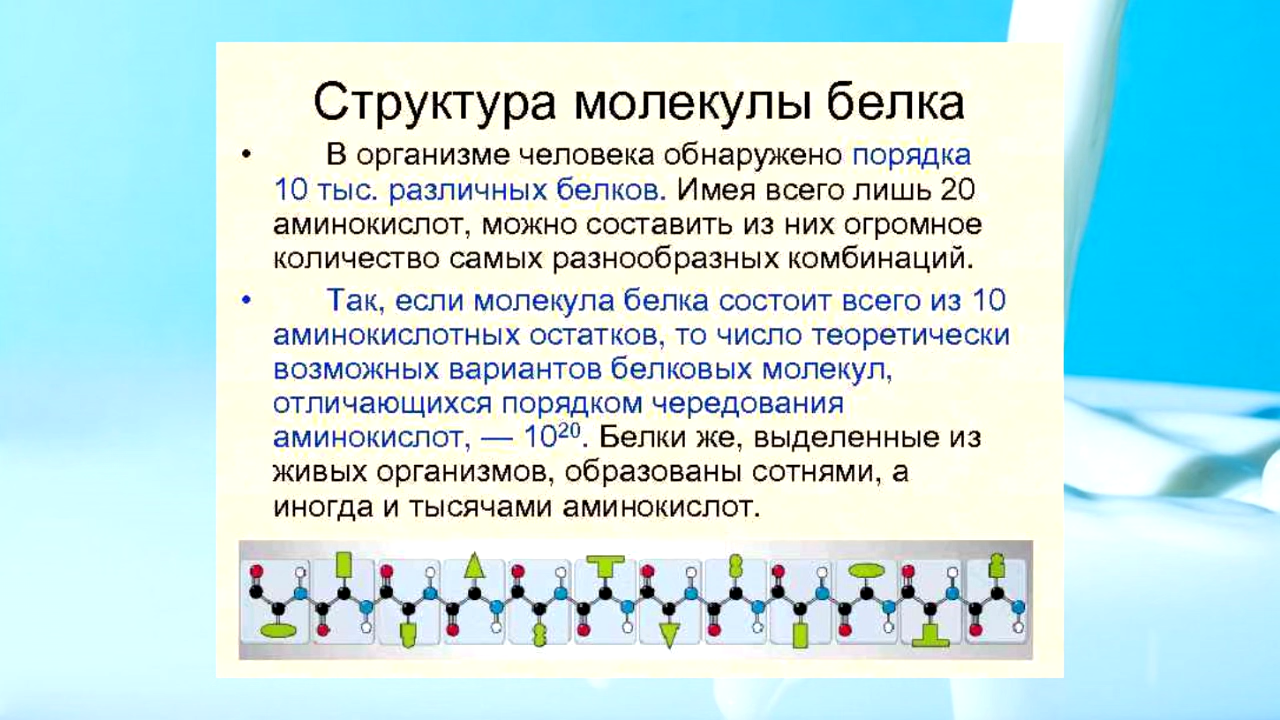 Структура молекулы белка
• В организме человека обнаружено порядка
10 тыс. различных белков. Имея всего лишь 20
аминокислот, можно составить из них огромное
количество самых разнообразных комбинаций.
• Так, если молекула белка состоит всего из 10
аминокислотных остатков, то число теоретически
возможных вариантов белковых молекул,
отличающихся порядком чередования
аминокислот, — 10²⁰. Белки же, выделенные из
живых организмов, образованы сотнями, а
иногда и тысячами аминокислот.